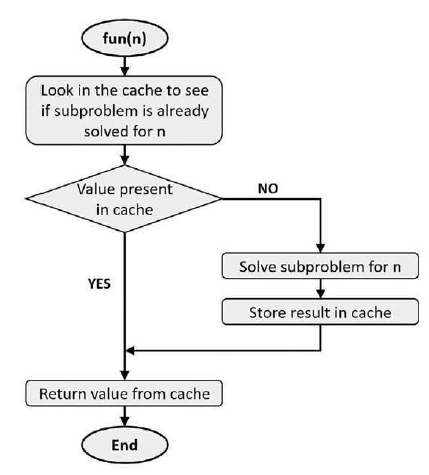 fun(n)
Look in the cache to see
if subproblem is already
solved for n
Value present
in cache
NO
YES
Solve subproblem for n
Store result in cache
Return value from cache
End